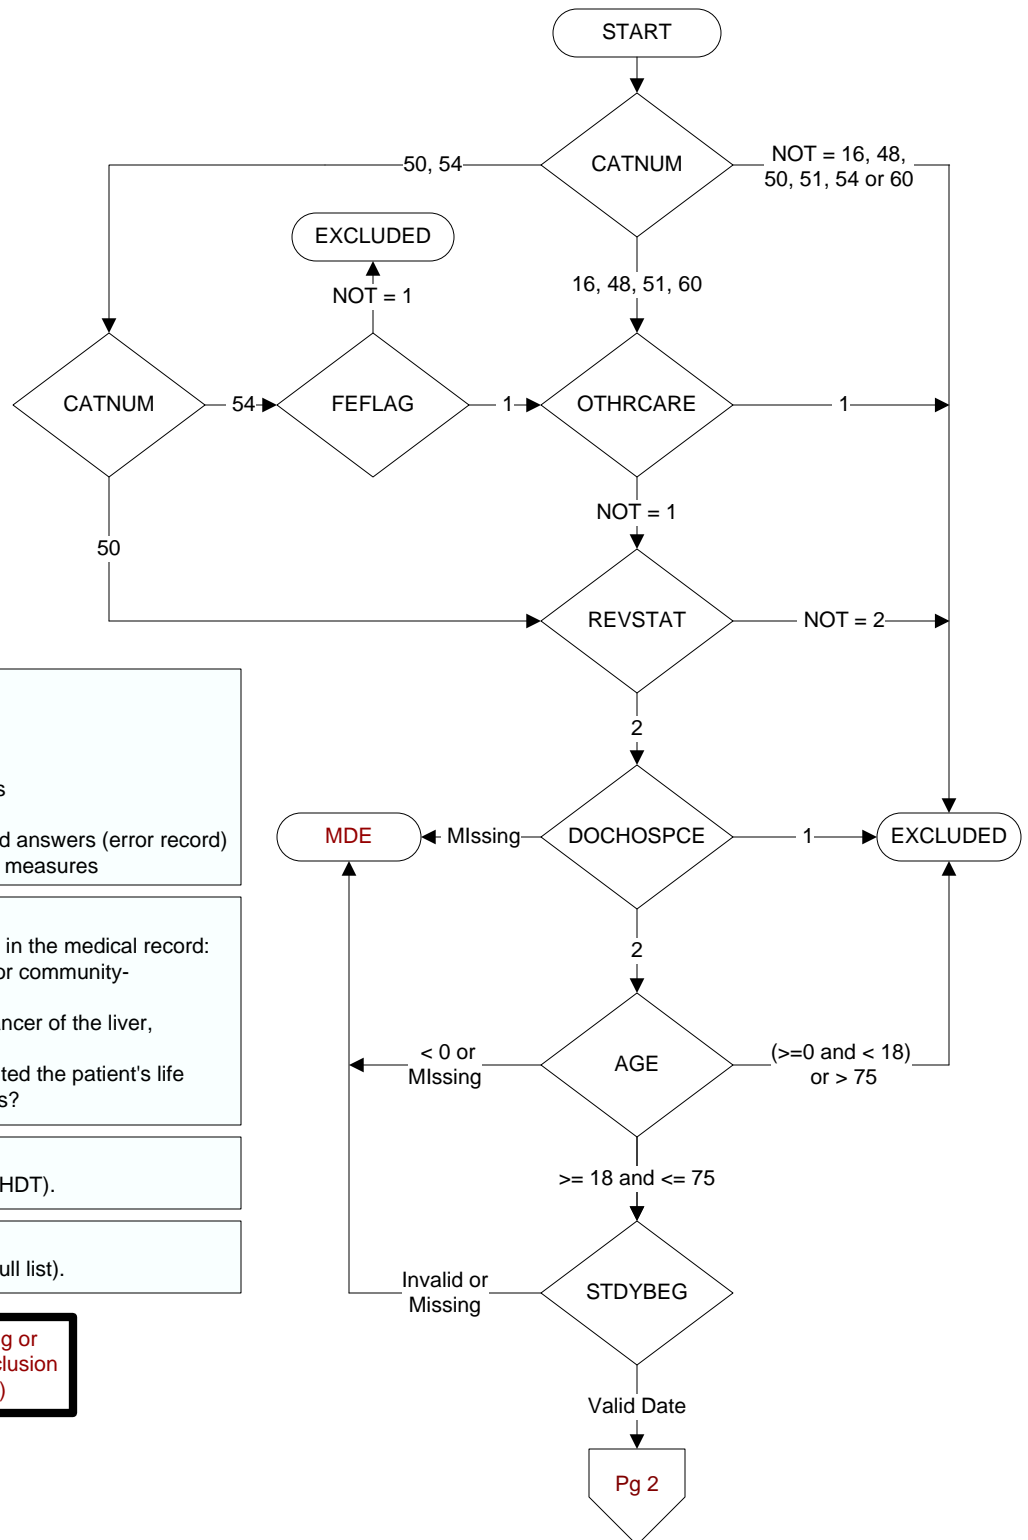 START
CATNUM
50, 54
NOT = 16, 48,
50, 51, 54 or 60
EXCLUDED
NOT = 1
16, 48, 51, 60
CATNUM
54
FEFLAG
1
OTHRCARE
1
NOT = 1
50
REVSTAT
NOT = 2
2
s
d answers (error record)
measures
MDE
MIssing
DOCHOSPCE
1
EXCLUDED
in the medical record:
or community-
ancer of the liver,
ted the patient's life
s?
2
< 0 or
MIssing
AGE
(>=0 and < 18)
or > 75
HDT).
>= 18 and <= 75
ull list).
Invalid or
Missing
STDYBEG
g or
clusion
)
Valid Date
Pg 2